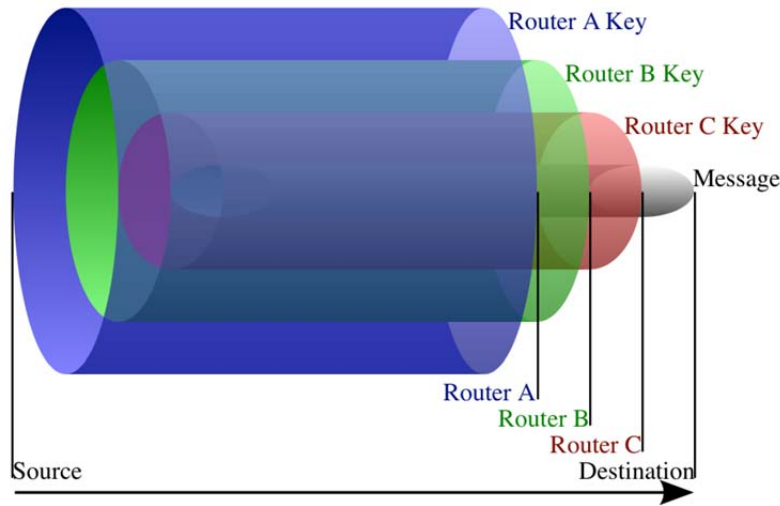 Router A Key
Router B Key
Router C Key
Message
Router A
Router B
Router C
Source
Destination